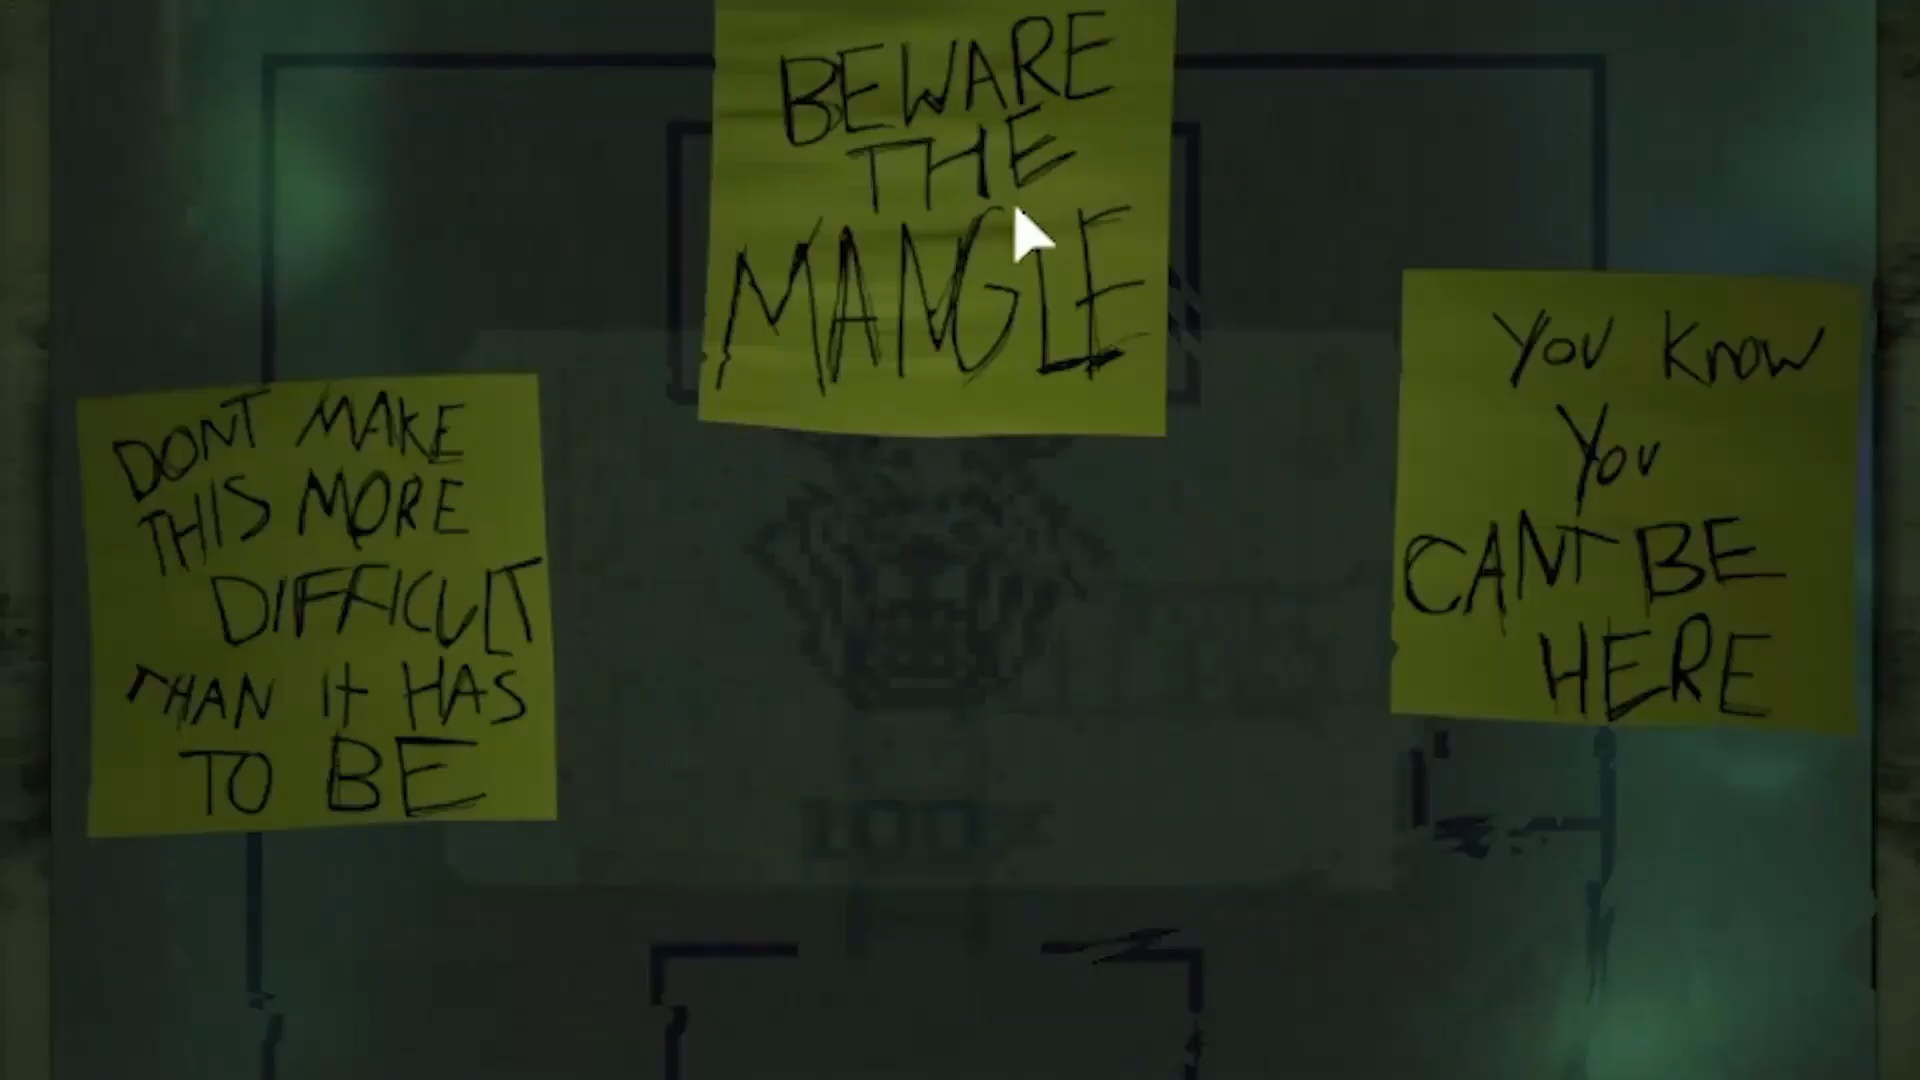 BEWARE
THE
MANGLE
DONT MAKE
THIS MORE
DIFFICULT
THAN It HAS
TO BE
You Know
You
CANT BE
HERE
100%